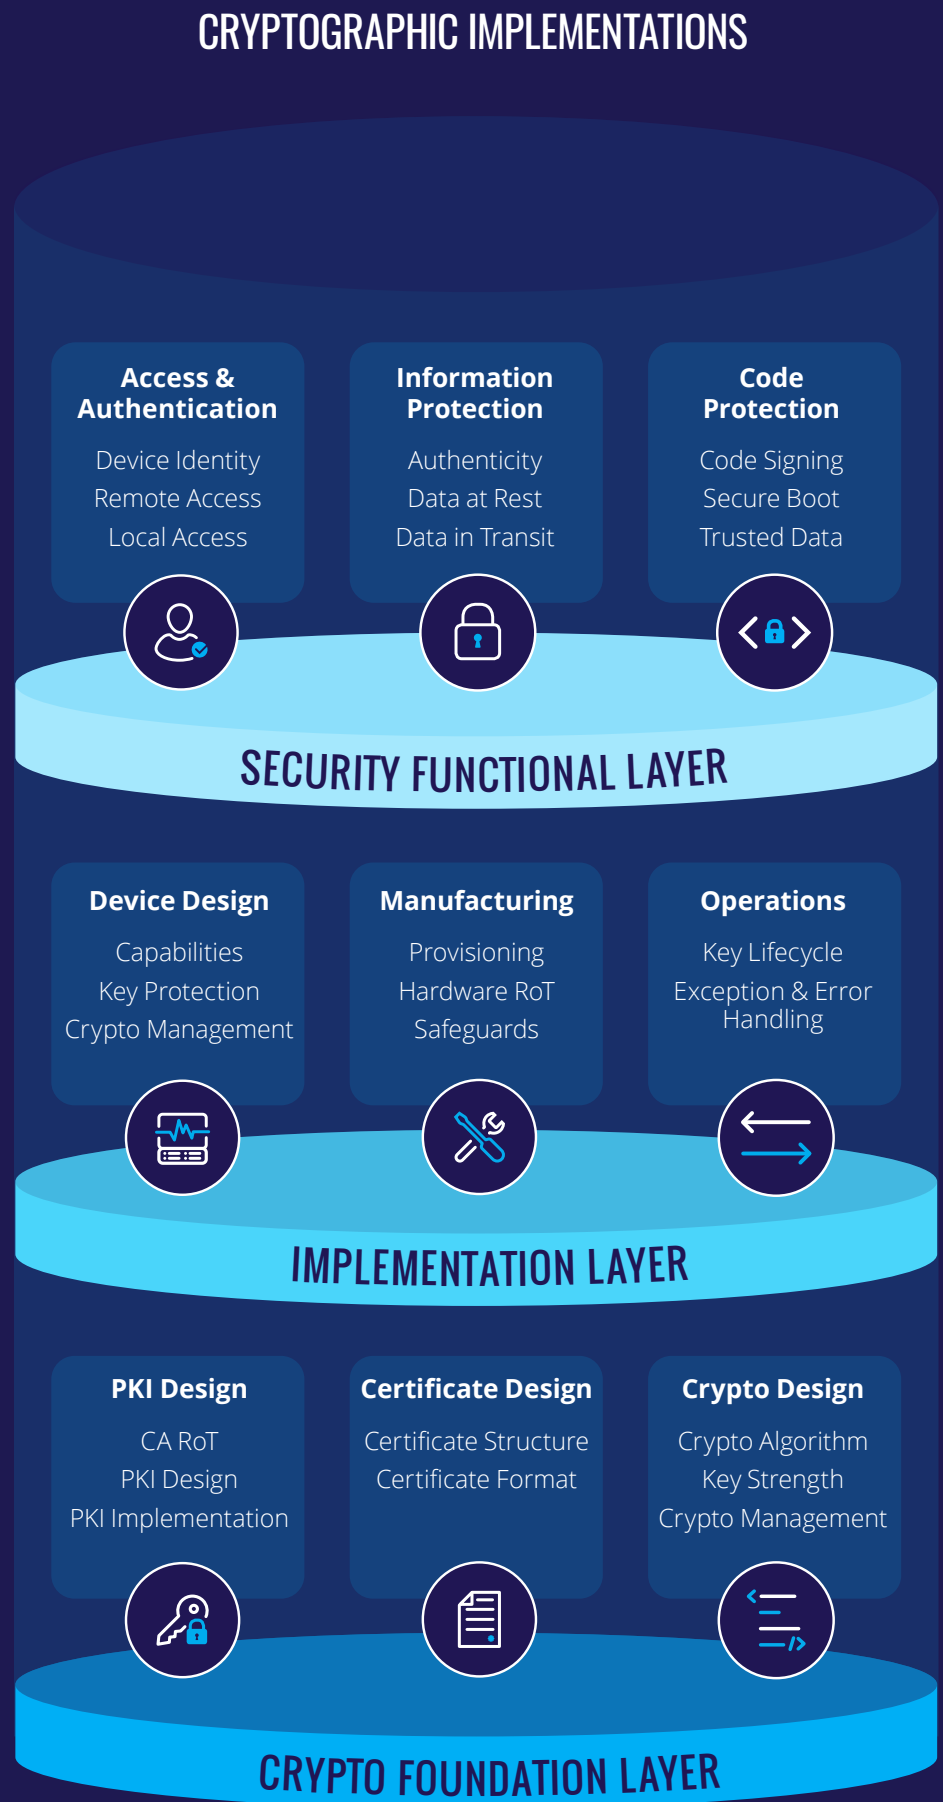 CRYPTOGRAPHIC IMPLEMENTATIONS
Access &
Authentication
Device Identity
Remote Access
Local Access
Information
Protection
Authenticity
Data at Rest
Data in Transit
Code
Protection
Code Signing
Secure Boot
Trusted Data
SECURITY FUNCTIONAL LAYER
Device Design
Capabilities
Key Protection
Crypto Management
Manufacturing
Provisioning
Hardware RoT
Safeguards
Operations
Key Lifecycle
Exception & Error
Handling
IMPLEMENTATION LAYER
PKI Design
CA RoT
PKI Design
PKI Implementation
Certificate Design
Certificate Structure
Certificate Format
Crypto Design
Crypto Algorithm
Key Strength
Crypto Management
CRYPTO FOUNDATION LAYER